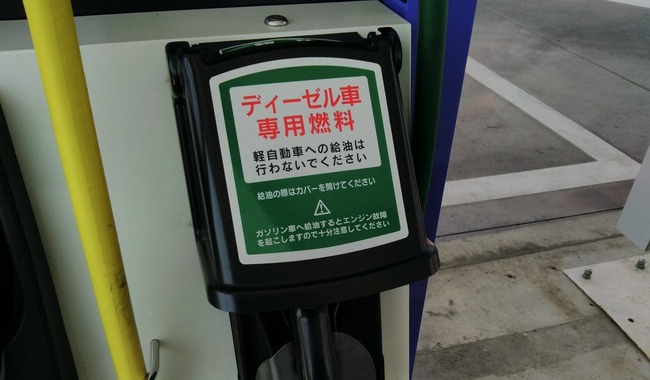 ディーゼル車
専用燃料
軽自動車への給油は
行わないでください
給油の際はカバーを開けてください
ガソリン車へ給油するとエンジン故障
を起こしますので十分注意してください